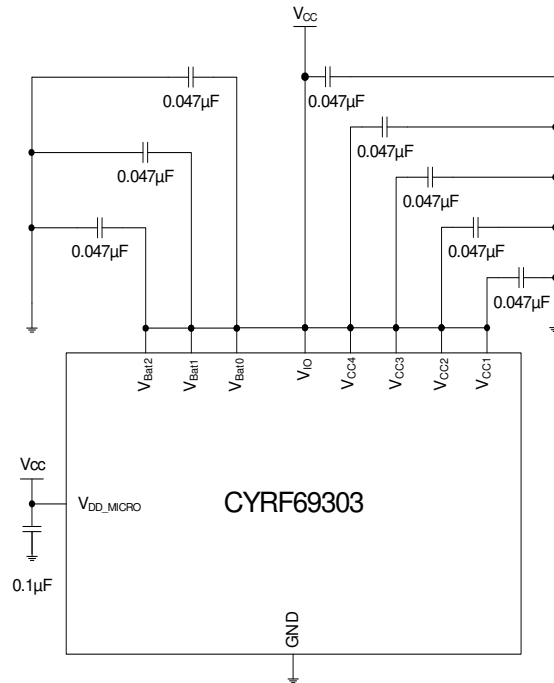 VCC
0.047µF
0.047µF
0.047µF
0.047µF
0.047µF
0.047µF
0.047µF
0.047µF
VBat2
VBat1
VBat0
VIO
VCC4
VCC3
VCC2
VCC1
VCC
VDD_MICRO
CYRF69303
0.1µF
GND